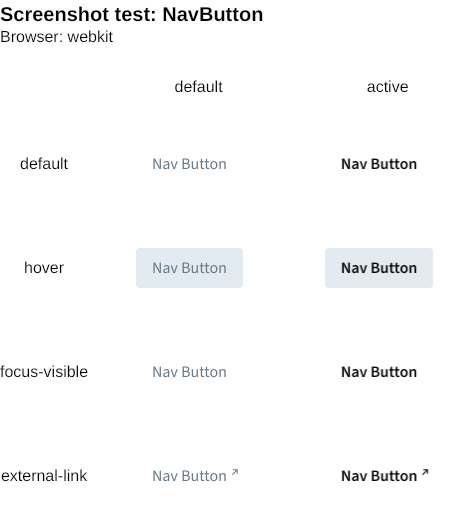 Screenshot test: NavButton
Browser: webkit
default active
default Nav Button Nav Button
hover Nav Button Nav Button
focus-visible Nav Button Nav Button
external-link Nav Button ↗ Nav Button ↗